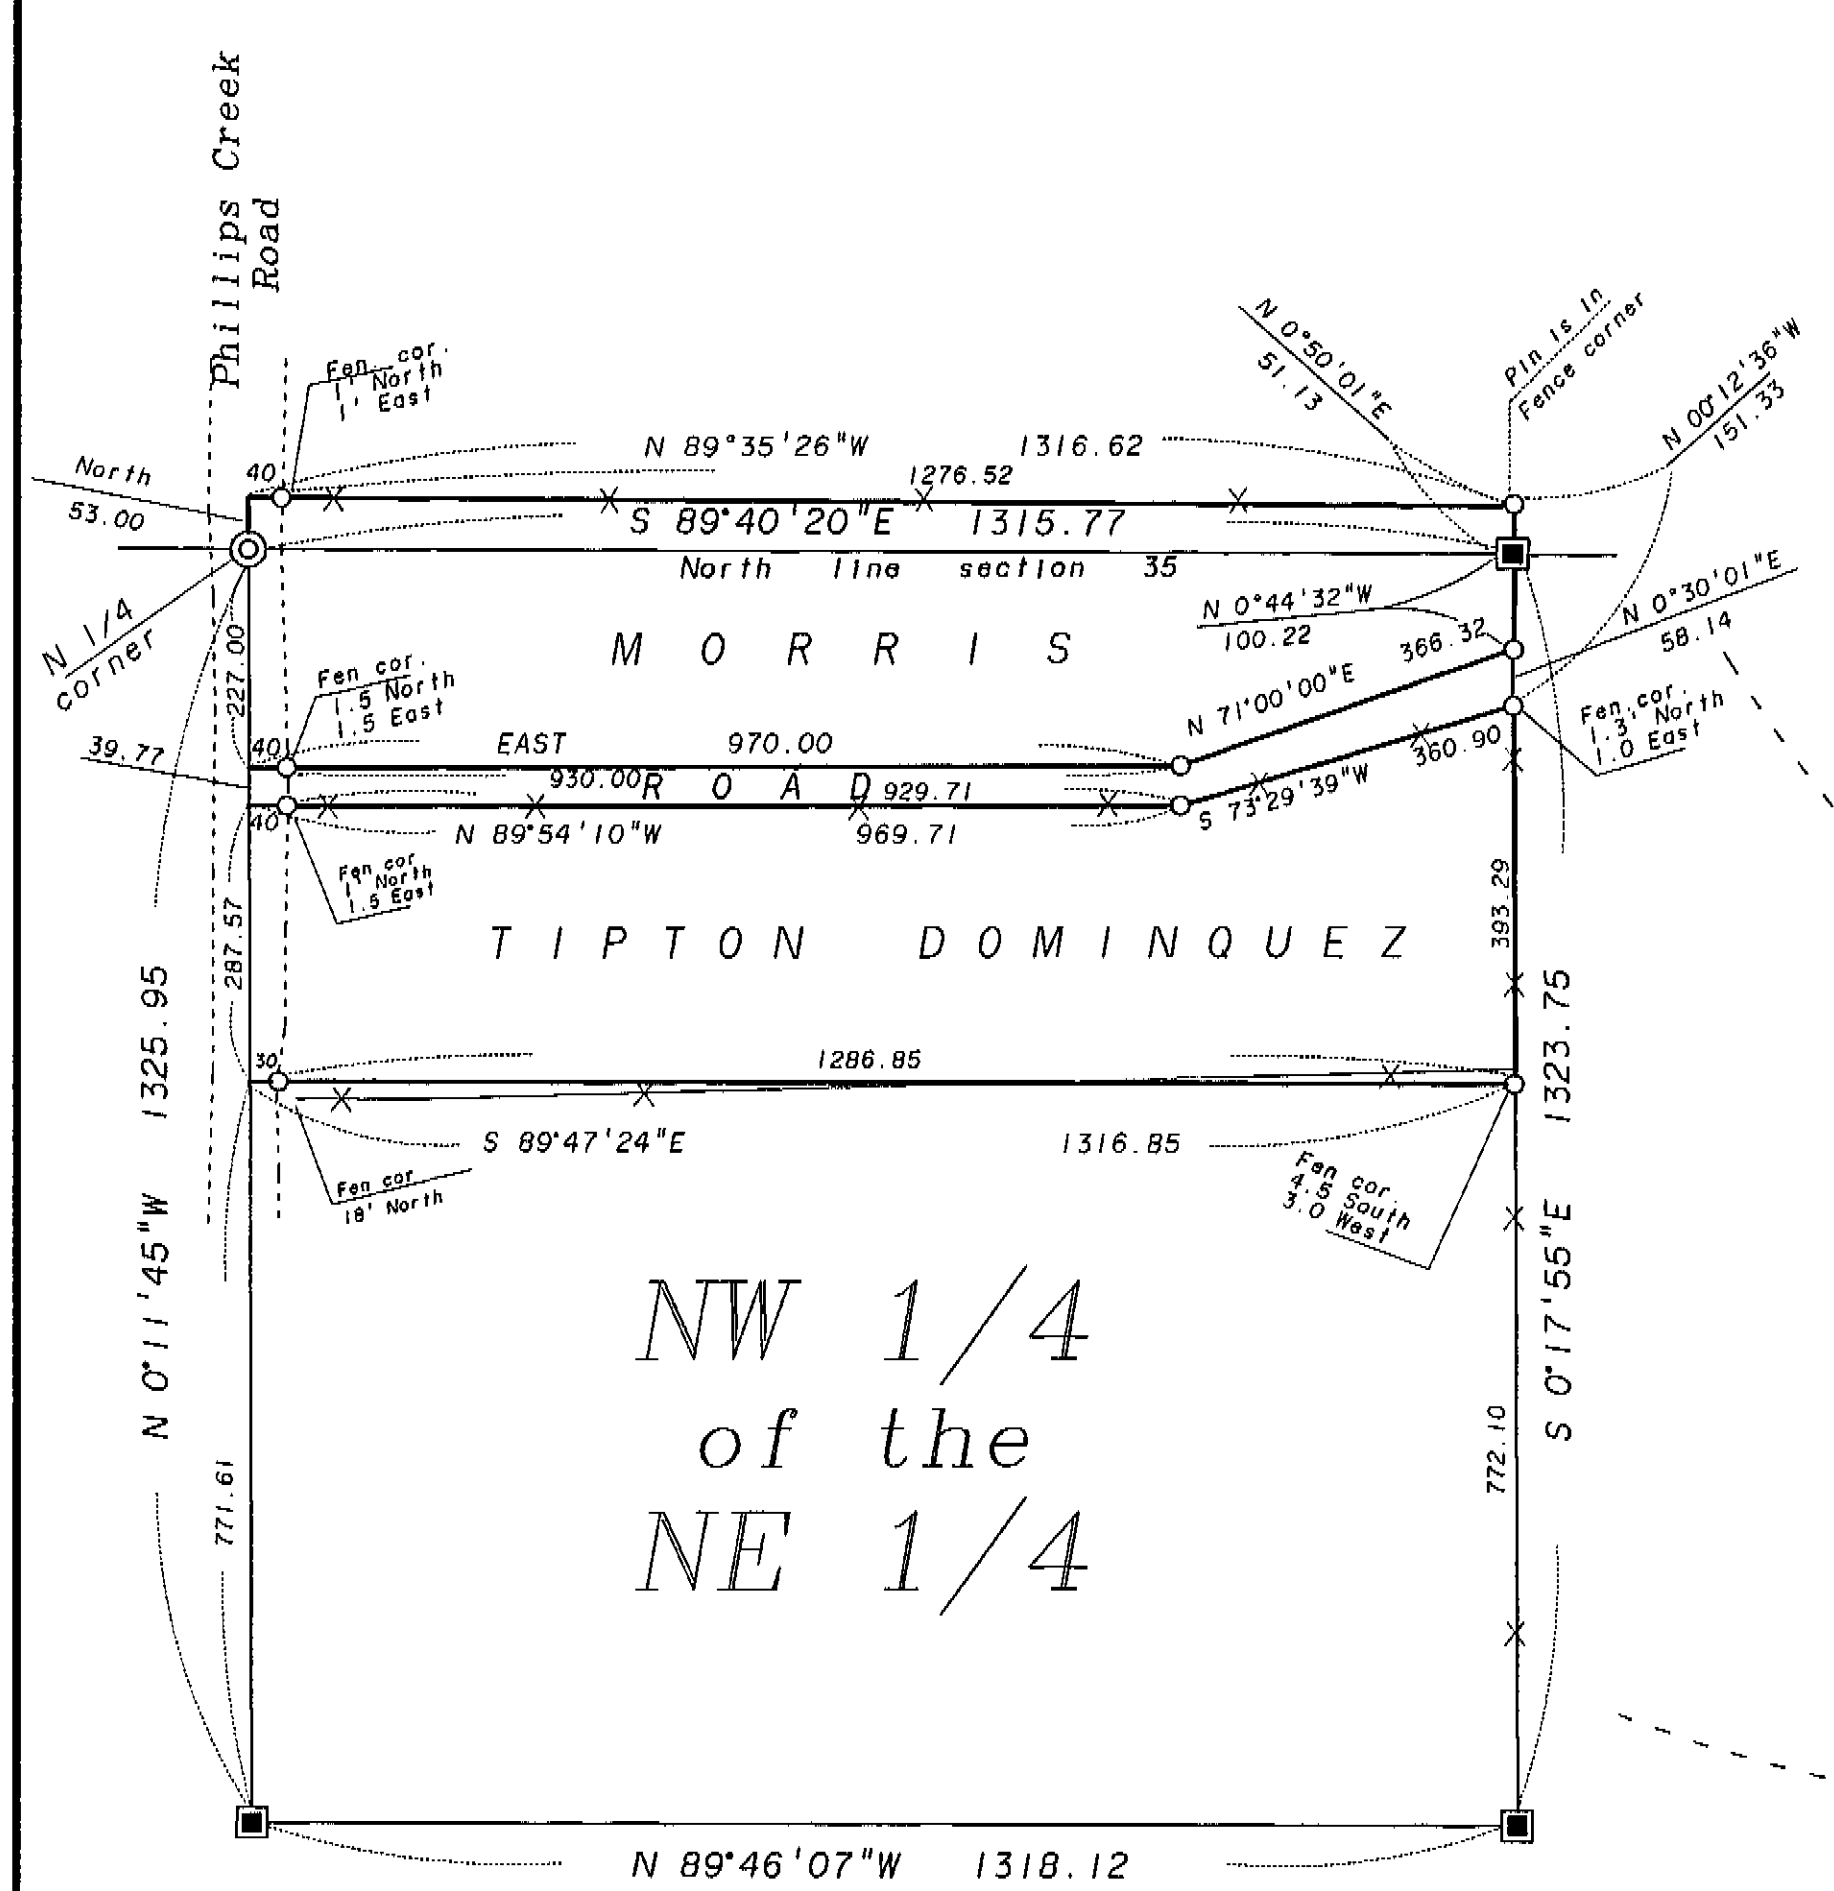 Phillips Creek
Road
Fen. cor.
1' North
1' East
N 0°50'01"E
51.13
Pin is in
Fence corner
N 00°12'36"W
151.33
North
53.00
40
N 89°35'26"W 1316.62
1276.52
S 89°40'20"E 1315.77
North line section 35
N 1/4
corner
227.00
M O R R I S
N 0°44'32"W
100.22
366.32
N 0°30'01"E
58.14
Fen cor.
1.5 North
1.5 East
N 71°00'00"E
Fen. cor.
1.3' North
1.0 East
39.77
40
EAST 970.00
930.00 R O A D 929.71
360.90
S 73°29'39"W
40
N 89°54'10"W 969.71
Fen cor
1' North
1.5 East
287.57
393.29
T I P T O N D O M I N Q U E Z
N 0°11'45"W 1325.95
S 0°17'55"E 1323.75
30
1286.85
S 89°47'24"E 1316.85
Fen cor
18' North
Fen cor.
4.5 South
3.0 West
NW 1/4
of the
NE 1/4
771.61
772.10
N 89°46'07"W 1318.12